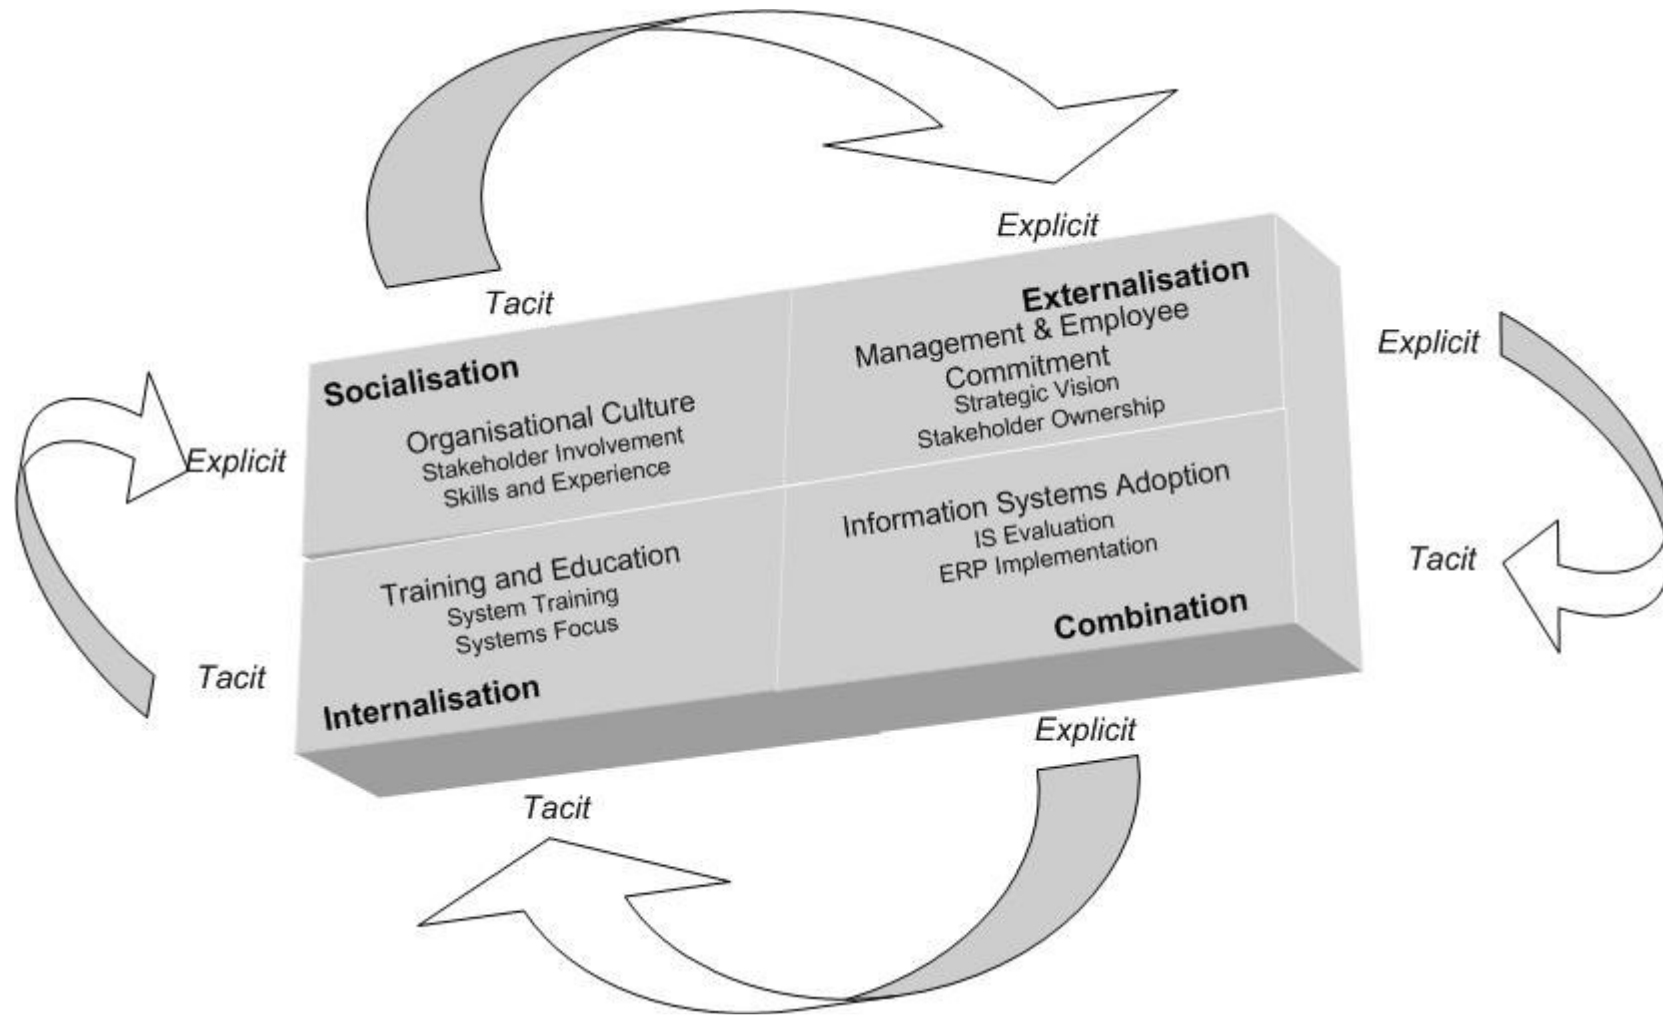 Explicit
Tacit
Externalisation
Management & Employee
Commitment
Strategic Vision
Stakeholder Ownership
Explicit
Socialisation
Organisational Culture
Stakeholder Involvement
Skills and Experience
Explicit
Information Systems Adoption
IS Evaluation
ERP Implementation
Combination
Tacit
Training and Education
System Training
Systems Focus
Internalisation
Tacit
Explicit
Tacit